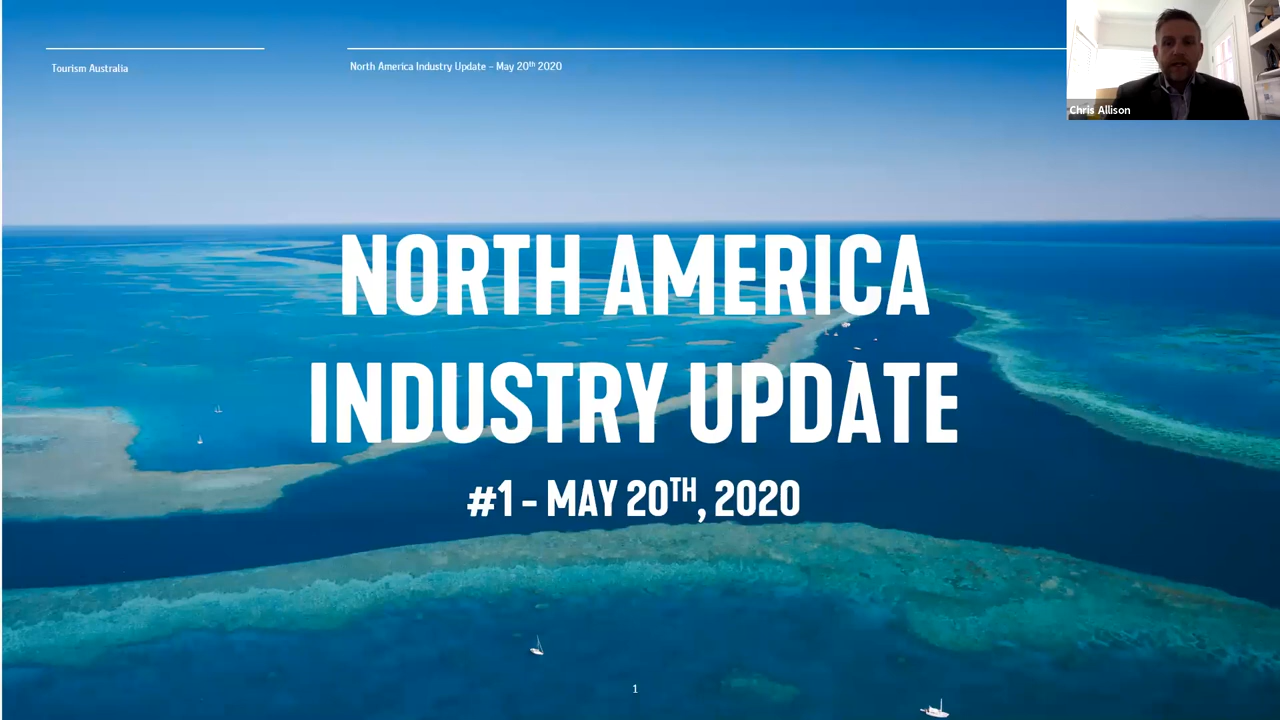 Tourism Australia
North America Industry Update – May 20th 2020
Chris Allison
NORTH AMERICA
INDUSTRY UPDATE
#1 - MAY 20TH, 2020
1